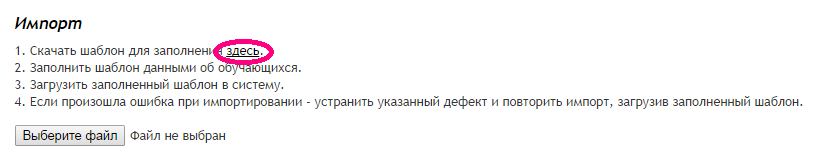 Импорт
1. Скачать шаблон для заполнения здесь.
2. Заполнить шаблон данными об обучающихся.
3. Загрузить заполненный шаблон в систему.
4. Если произошла ошибка при импортировании - устранить указанный дефект и повторить импорт, загрузив заполненный шаблон.
Выберите файл Файл не выбран